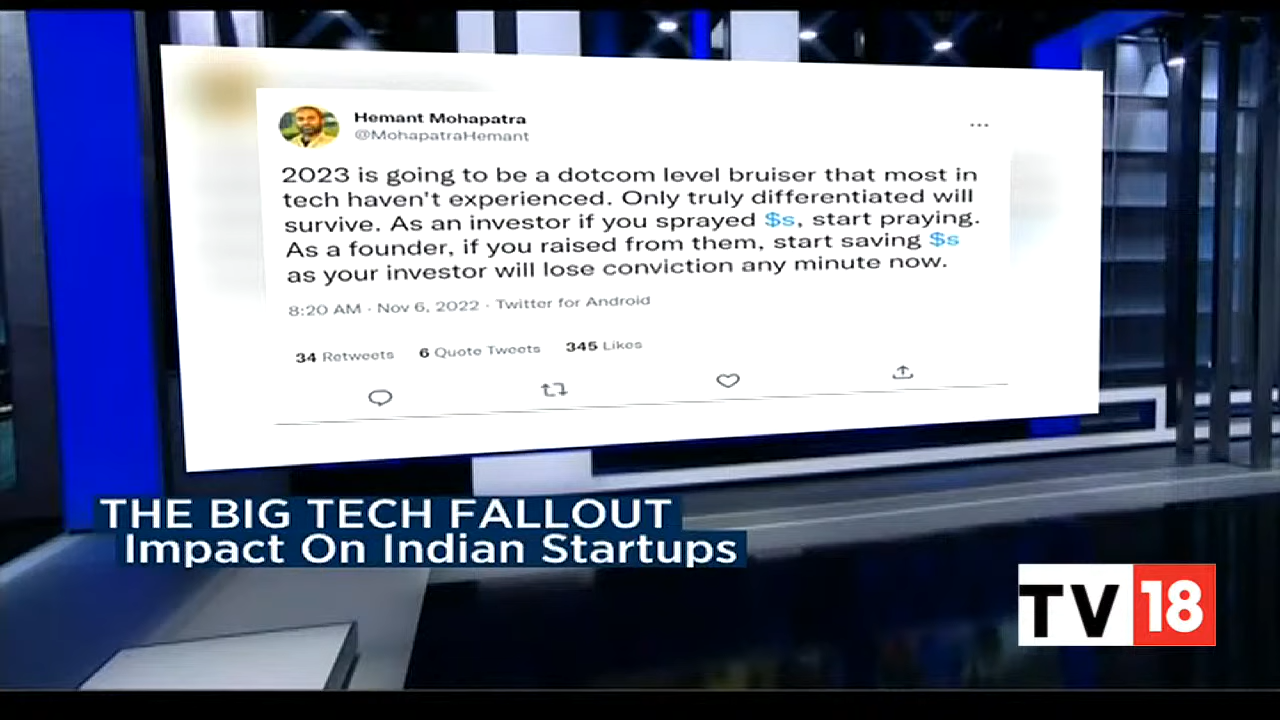 Hemant Mohapatra
@MohapatraHemant
2023 is going to be a dotcom level bruiser that most in
tech haven't experienced. Only truly differentiated will
survive. As an investor if you sprayed $s, start praying.
As a founder, if you raised from them, start saving $s
as your investor will lose conviction any minute now.
8:20 AM · Nov 6, 2022 · Twitter for Android
34 Retweets 6 Quote Tweets 345 Likes
THE BIG TECH FALLOUT
Impact On Indian Startups
TV 18